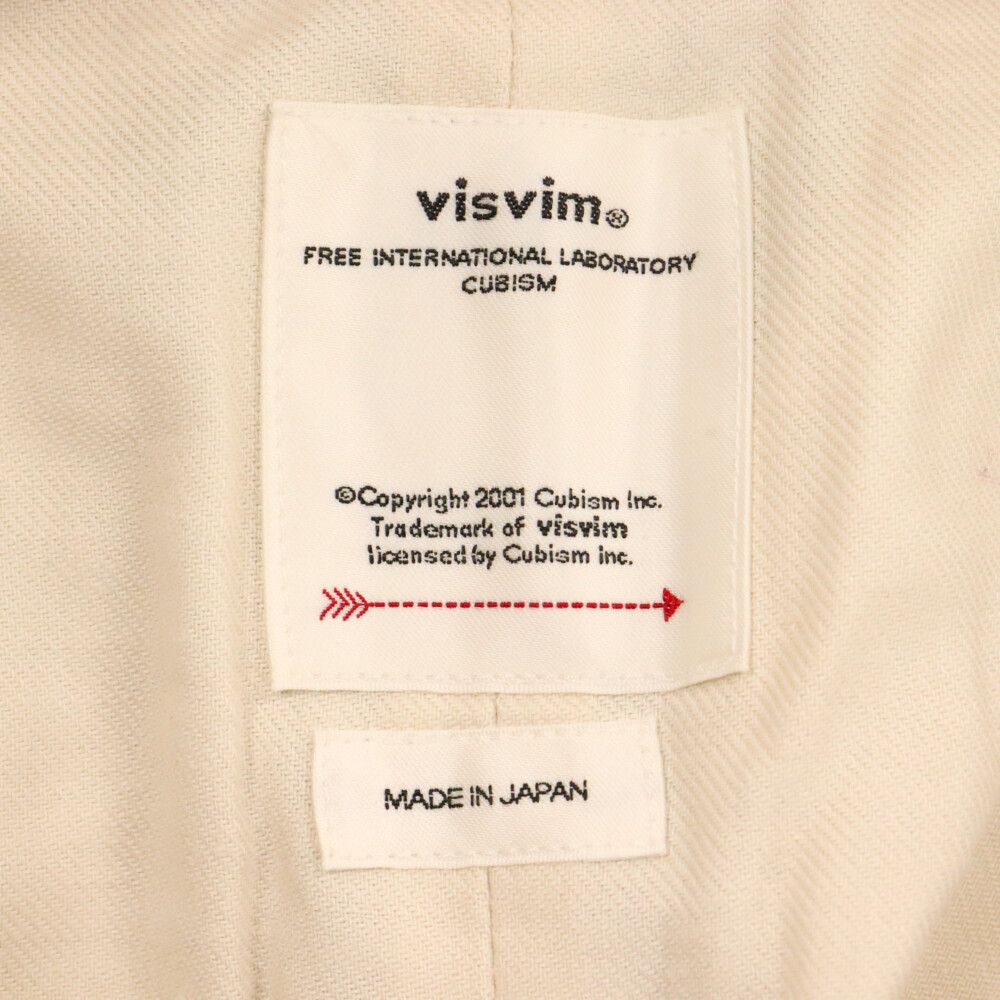 visvim®
FREE INTERNATIONAL LABORATORY
CUBISM
©Copyright 2001 Cubism Inc.
Trademark of visvim
licensed by Cubism inc.
MADE IN JAPAN